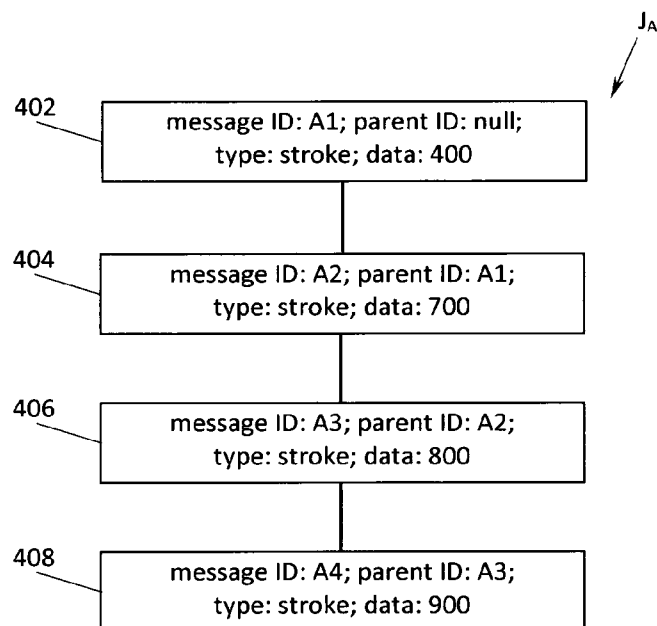 J_A
402
message ID: A1; parent ID: null;
type: stroke; data: 400
404
message ID: A2; parent ID: A1;
type: stroke; data: 700
406
message ID: A3; parent ID: A2;
type: stroke; data: 800
408
message ID: A4; parent ID: A3;
type: stroke; data: 900